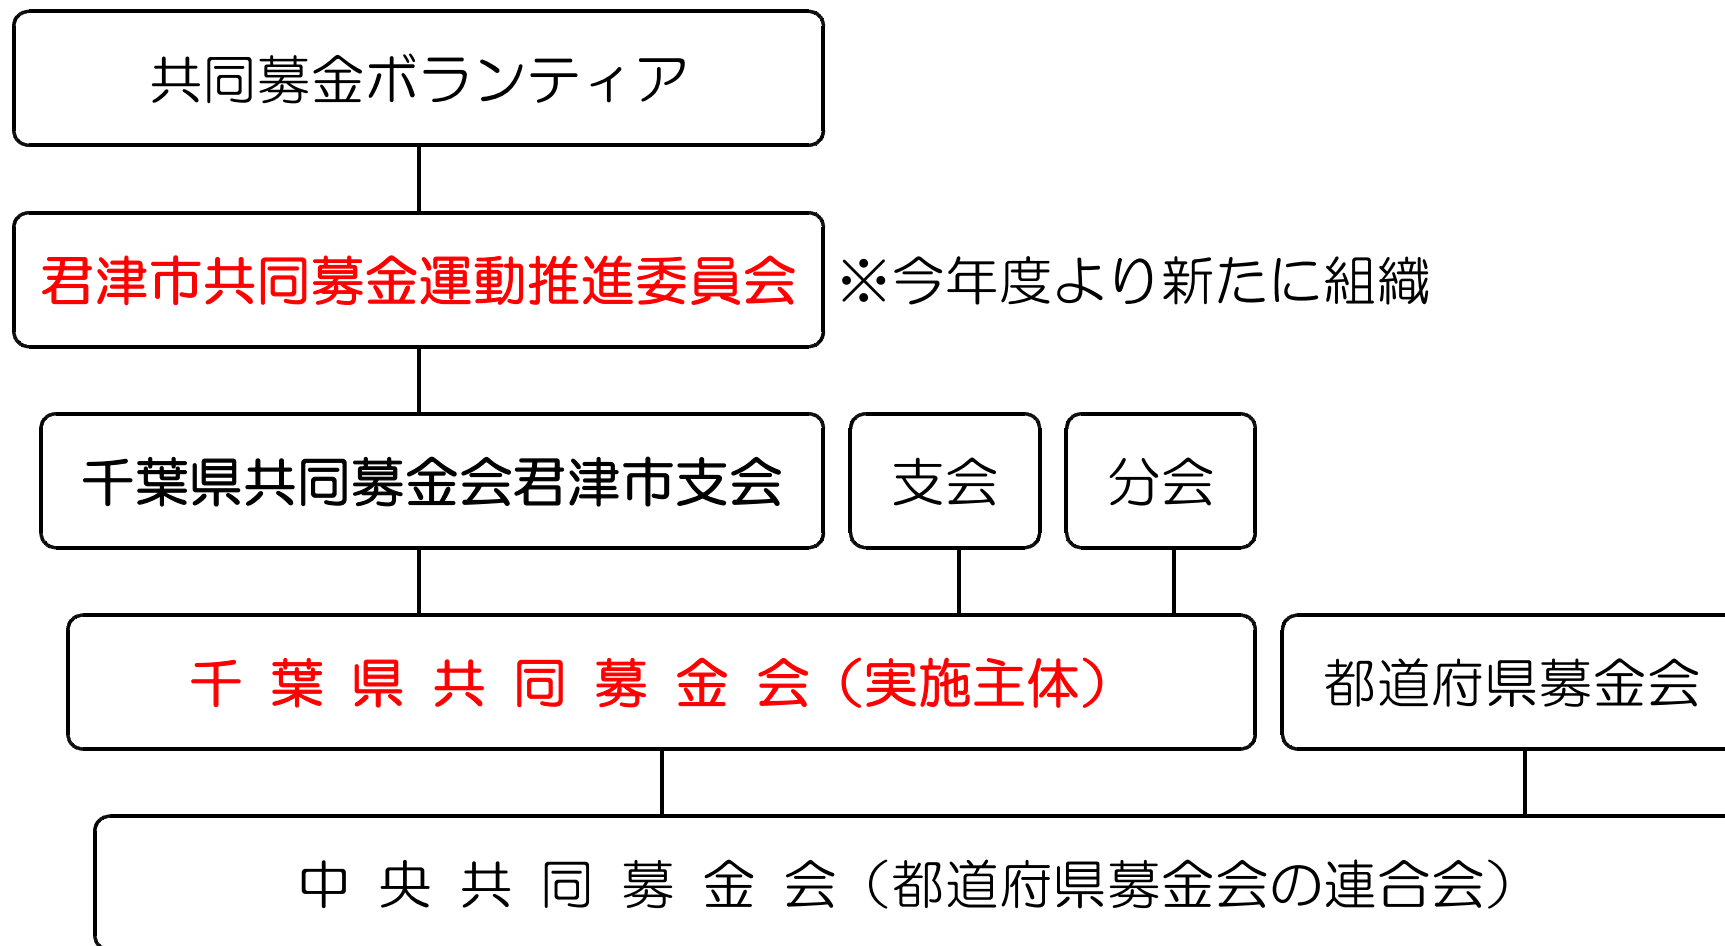 共同募金ボランティア
君津市共同募金運動推進委員会 ※今年度より新たに組織
千葉県共同募金会君津市支会 支会 分会
千葉県共同募金会（実施主体） 都道府県募金会
中央共同募金会（都道府県募金会の連合会）